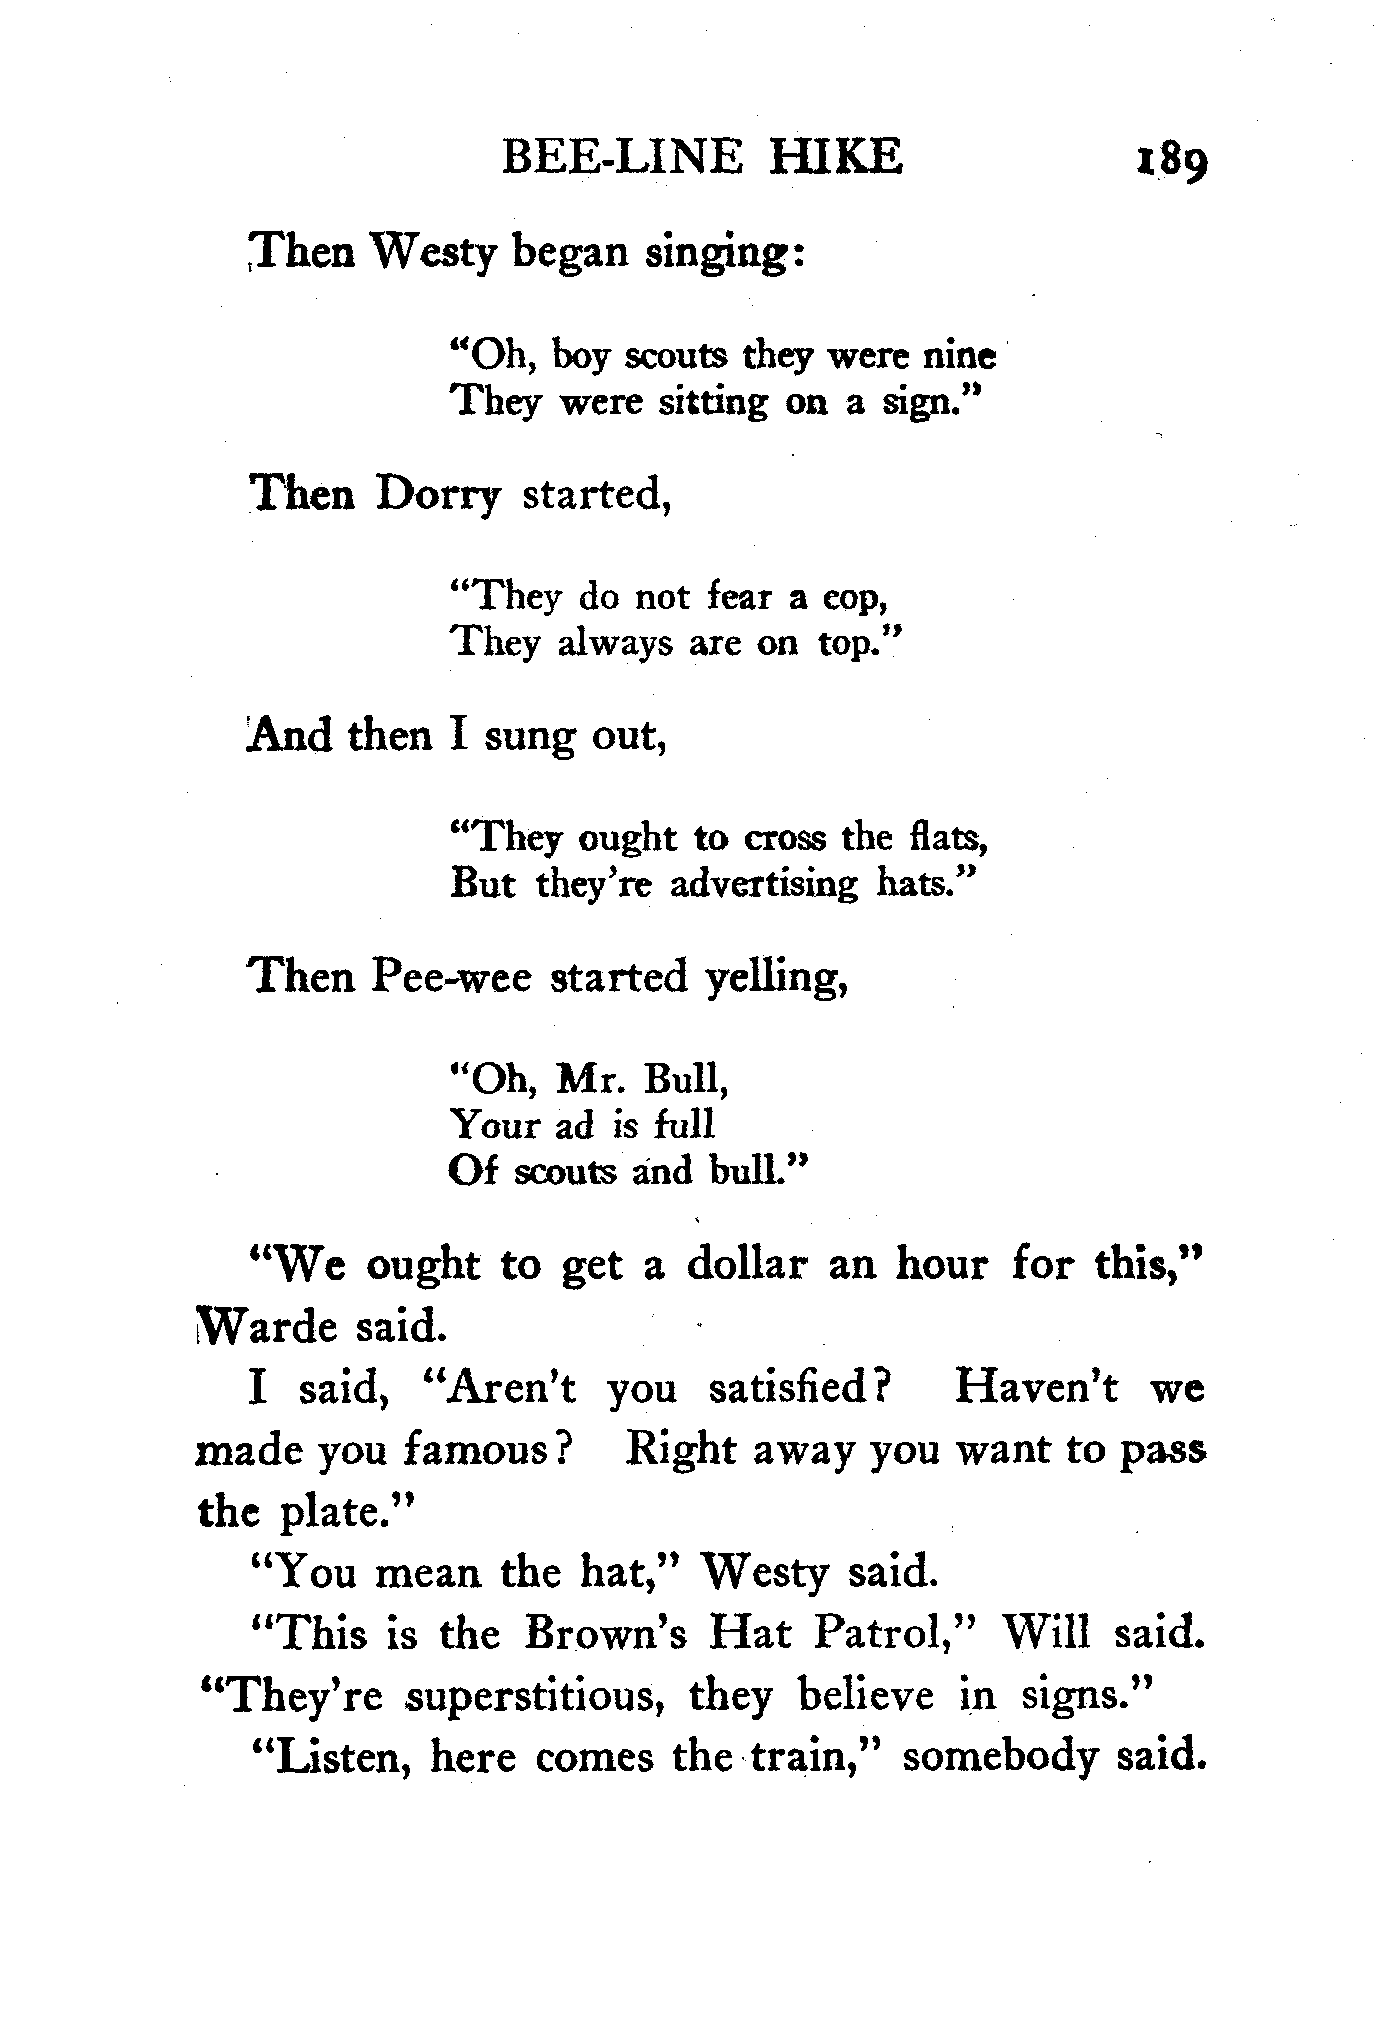 BEE-LINE HIKE 189
Then Westy began singing:
“Oh, boy scouts they were nine
They were sitting on a sign.”
Then Dorry started,
“They do not fear a cop,
They always are on top.”
And then I sung out,
“They ought to cross the flats,
But they’re advertising hats.”
Then Pee-wee started yelling,
“Oh, Mr. Bull,
Your ad is full
Of scouts and bull.”
“We ought to get a dollar an hour for this,”
Warde said.
I said, “Aren’t you satisfied? Haven’t we
made you famous? Right away you want to pass
the plate.”
“You mean the hat,” Westy said.
“This is the Brown’s Hat Patrol,” Will said.
“They’re superstitious, they believe in signs.”
“Listen, here comes the train,” somebody said.